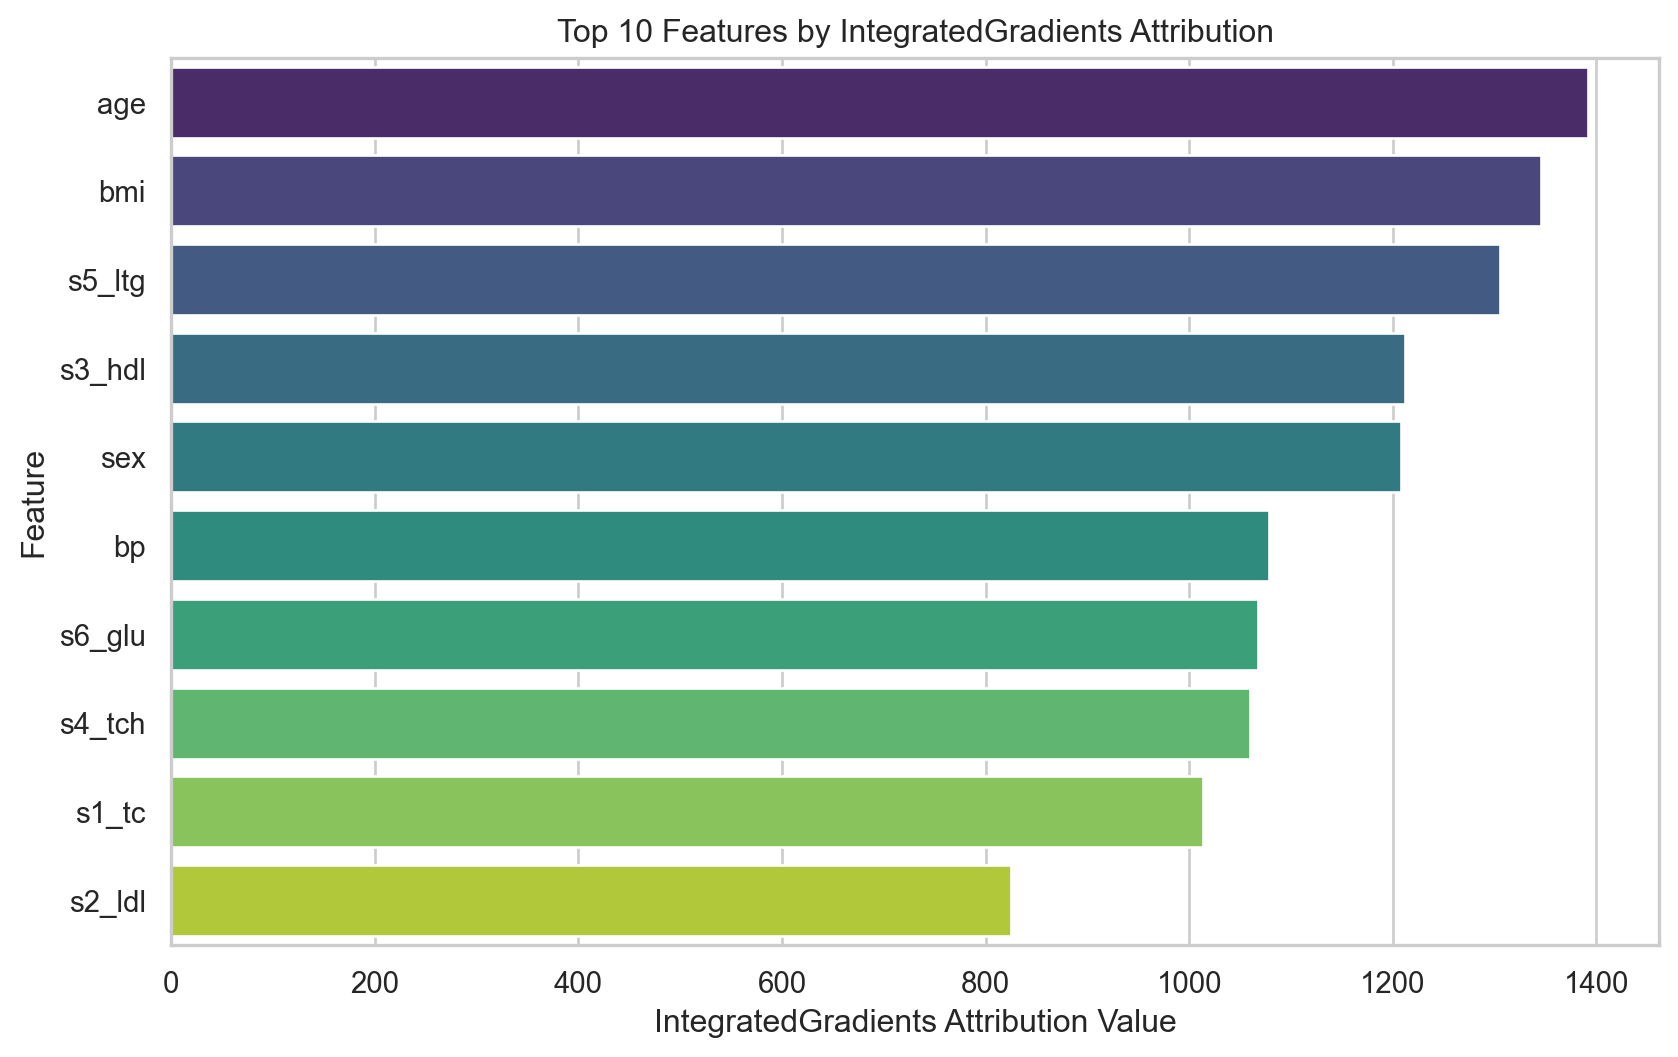 Top 10 Features by IntegratedGradients Attribution
Feature
age
bmi
s5_ltg
s3_hdl
sex
bp
s6_glu
s4_tch
s1_tc
s2_ldl
0 200 400 600 800 1000 1200 1400
IntegratedGradients Attribution Value